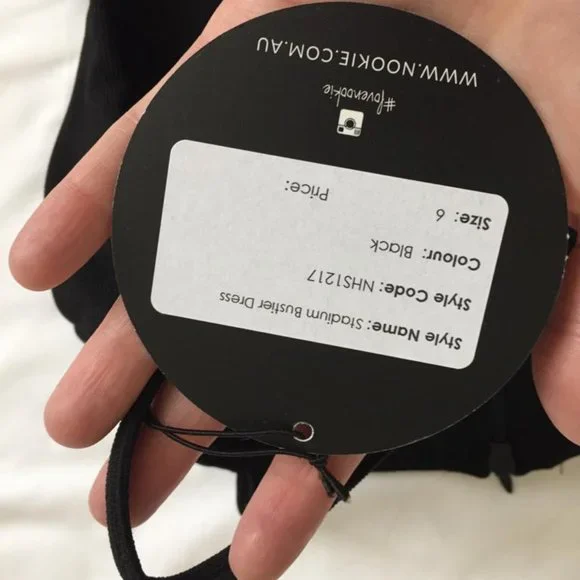 Style Name: Stadium Bustier Dress
Style Code: NHS1217
Colour: Black
Size: 6 Price:
#lovenookie
WWW.NOOKIE.COM.AU